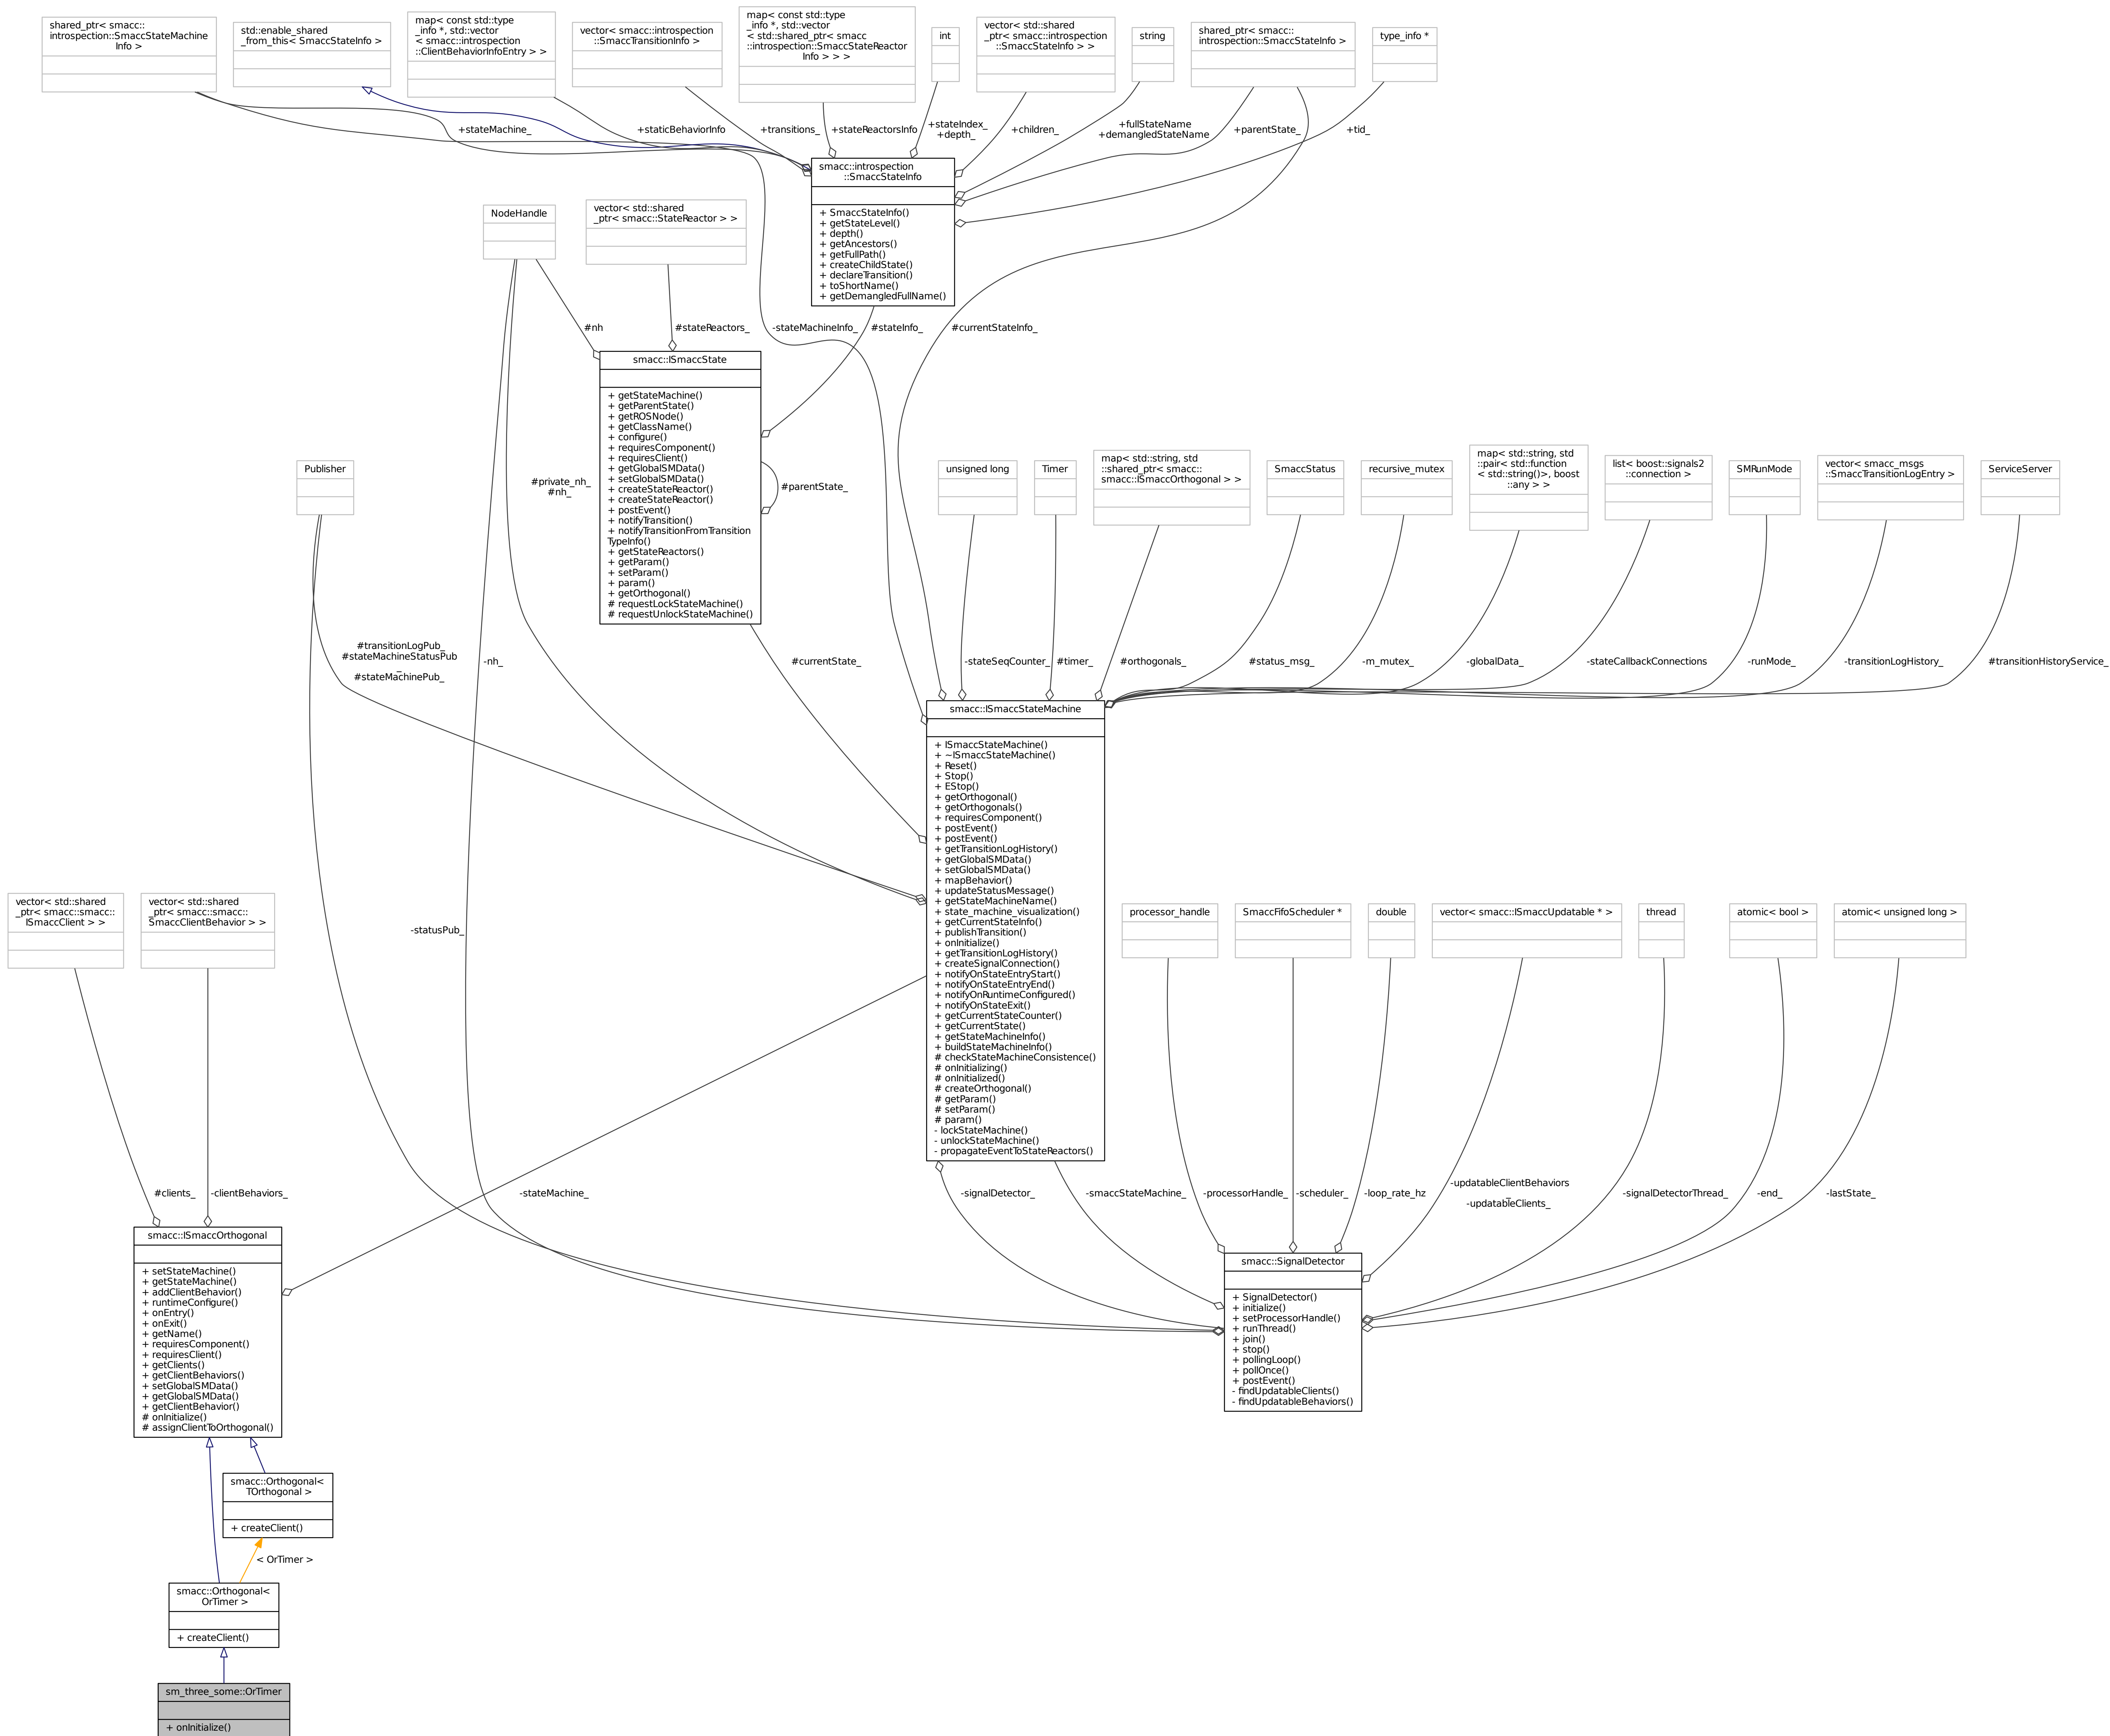 shared_ptr< smacc::
introspection::SmaccStateMachine
Info >
std::enable_shared
_from_this< SmaccStateInfo >
map< const std::type
_info *, std::vector
< smacc::introspection
::ClientBehaviorInfoEntry > >
vector< smacc::introspection
::SmaccTransitionInfo >
map< const std::type
_info *, std::vector
< std::shared_ptr< smacc
::introspection::SmaccStateReactor
Info > > >
int
vector< std::shared
_ptr< smacc::introspection
::SmaccStateInfo > >
string
shared_ptr< smacc::
introspection::SmaccStateInfo >
type_info *
+stateMachine_
+staticBehaviorInfo
+transitions_
+stateReactorsInfo
+stateIndex_
+depth_
+children_
+fullStateName
+demangledStateName
+parentState_
+tid_
smacc::introspection
::SmaccStateInfo
+ SmaccStateInfo()
+ getStateLevel()
+ depth()
+ getAncestors()
+ getFullPath()
+ createChildState()
+ declareTransition()
+ toShortName()
+ getDemangledFullName()
NodeHandle
vector< std::shared
_ptr< smacc::StateReactor > >
#nh
#stateReactors_
-stateMachineInfo_
#stateInfo_
#currentStateInfo_
smacc::ISmaccState
+ getStateMachine()
+ getParentState()
+ getROSNode()
+ getClassName()
+ configure()
+ requiresComponent()
+ requiresClient()
+ getGlobalSMData()
+ setGlobalSMData()
+ createStateReactor()
+ createStateReactor()
+ postEvent()
+ notifyTransition()
+ notifyTransitionFromTransition
TypeInfo()
+ getStateReactors()
+ getParam()
+ setParam()
+ param()
+ getOrthogonal()
# requestLockStateMachine()
# requestUnlockStateMachine()
#parentState_
Publisher
#private_nh_
#nh_
unsigned long
Timer
map< std::string, std
::shared_ptr< smacc::
smacc::ISmaccOrthogonal > >
SmaccStatus
recursive_mutex
map< std::string, std
::pair< std::function
< std::string()>, boost
::any > >
list< boost::signals2
::connection >
SMRunMode
vector< smacc_msgs
::SmaccTransitionLogEntry >
ServiceServer
#transitionLogPub_
#stateMachineStatusPub
_
#stateMachinePub_
-nh_
#currentState_
-stateSeqCounter_
#timer_
#orthogonals_
#status_msg_
-m_mutex_
-globalData_
-stateCallbackConnections
-runMode_
-transitionLogHistory_
#transitionHistoryService_
smacc::ISmaccStateMachine
+ ISmaccStateMachine()
+ ~ISmaccStateMachine()
+ Reset()
+ Stop()
+ EStop()
+ getOrthogonal()
+ getOrthogonals()
+ requiresComponent()
+ postEvent()
+ postEvent()
+ getTransitionLogHistory()
+ getGlobalSMData()
+ setGlobalSMData()
+ mapBehavior()
+ updateStatusMessage()
+ getStateMachineName()
+ state_machine_visualization()
+ getCurrentStateInfo()
+ publishTransition()
+ onInitialize()
+ getTransitionLogHistory()
+ createSignalConnection()
+ notifyOnStateEntryStart()
+ notifyOnStateEntryEnd()
+ notifyOnRuntimeConfigured()
+ notifyOnStateExit()
+ getCurrentStateCounter()
+ getCurrentState()
+ getStateMachineInfo()
+ buildStateMachineInfo()
# checkStateMachineConsistence()
# onInitializing()
# onInitialized()
# createOrthogonal()
# getParam()
# setParam()
# param()
- lockStateMachine()
- unlockStateMachine()
- propagateEventToStateReactors()
vector< std::shared
_ptr< smacc::smacc::
ISmaccClient > >
vector< std::shared
_ptr< smacc::smacc::
SmaccClientBehavior > >
-statusPub_
processor_handle
SmaccFifoScheduler *
double
vector< smacc::ISmaccUpdatable * >
thread
atomic< bool >
atomic< unsigned long >
#clients_
-clientBehaviors_
-stateMachine_
-signalDetector_
-smaccStateMachine_
-processorHandle_
-scheduler_
-loop_rate_hz
-updatableClientBehaviors
_
-updatableClients_
-signalDetectorThread_
-end_
-lastState_
smacc::ISmaccOrthogonal
+ setStateMachine()
+ getStateMachine()
+ addClientBehavior()
+ runtimeConfigure()
+ onEntry()
+ onExit()
+ getName()
+ requiresComponent()
+ requiresClient()
+ getClients()
+ getClientBehaviors()
+ setGlobalSMData()
+ getGlobalSMData()
+ getClientBehavior()
# onInitialize()
# assignClientToOrthogonal()
smacc::SignalDetector
+ SignalDetector()
+ initialize()
+ setProcessorHandle()
+ runThread()
+ join()
+ stop()
+ pollingLoop()
+ pollOnce()
+ postEvent()
- findUpdatableClients()
- findUpdatableBehaviors()
smacc::Orthogonal<
TOrthogonal >
+ createClient()
< OrTimer >
smacc::Orthogonal<
OrTimer >
+ createClient()
sm_three_some::OrTimer
+ onInitialize()